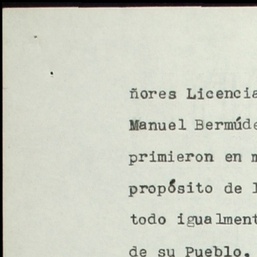 ñores Licencia
Manuel Bermúde
primieron en m
propósito de l
todo igualment
de su Pueblo.